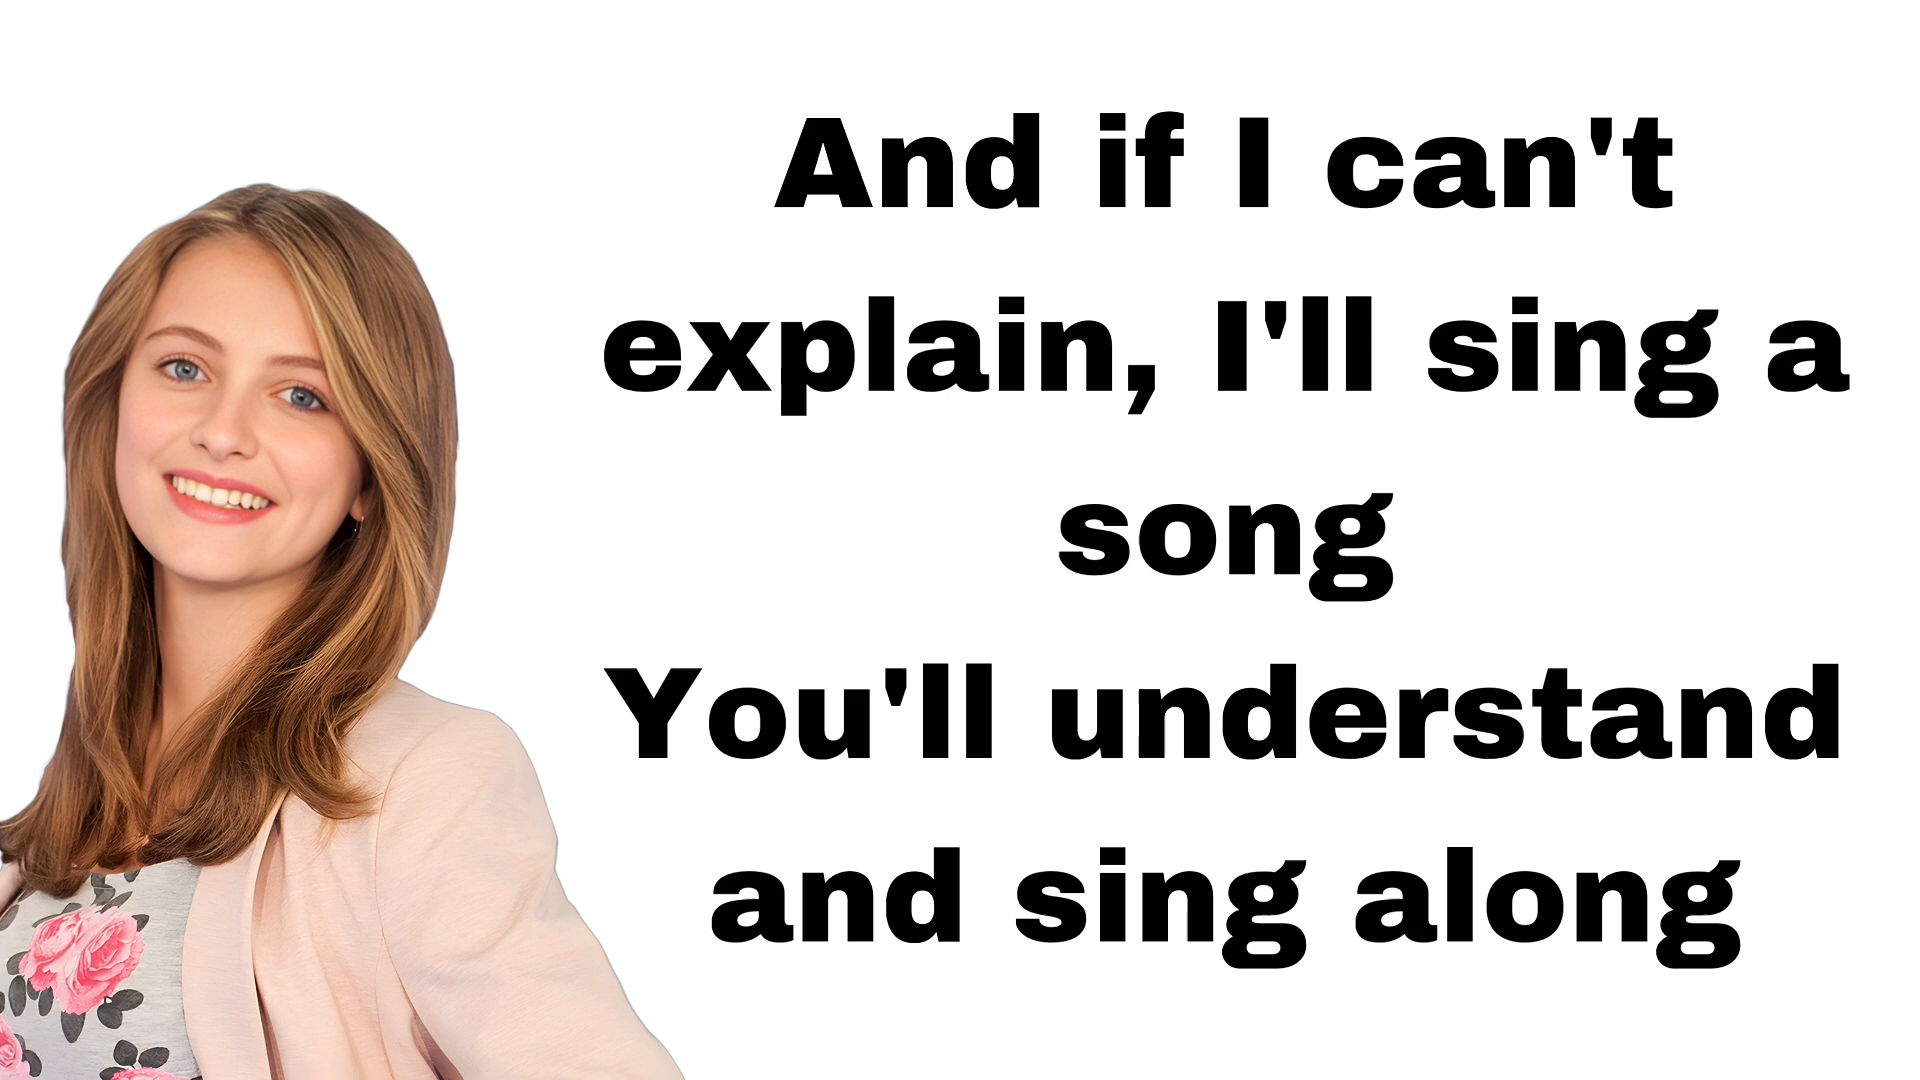 And if I can't
explain, I'll sing a
song
You'll understand
and sing along